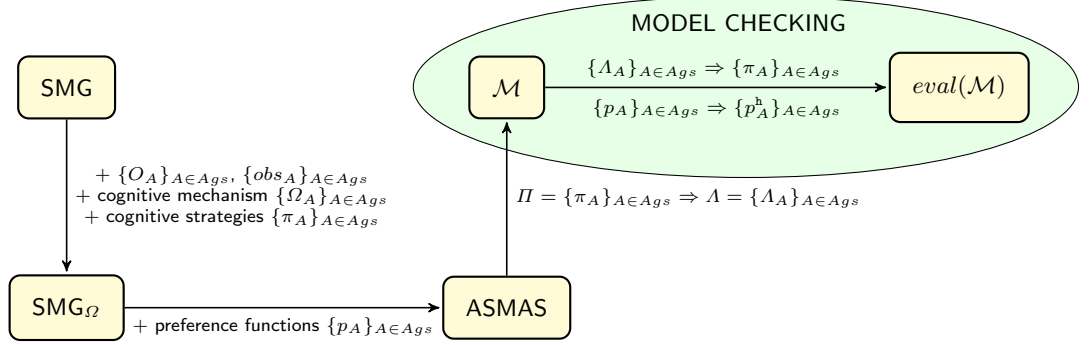 MODEL CHECKING
SMG
ℳ
{Λ_A}_{A∈Ags} ⇒ {π_A}_{A∈Ags}
{p_A}_{A∈Ags} ⇒ {p_A^h}_{A∈Ags}
eval(ℳ)
+ {O_A}_{A∈Ags}, {obs_A}_{A∈Ags}
+ cognitive mechanism {Ω_A}_{A∈Ags}
+ cognitive strategies {π_A}_{A∈Ags}
Π = {π_A}_{A∈Ags} ⇒ Λ = {Λ_A}_{A∈Ags}
SMG_Ω
+ preference functions {p_A}_{A∈Ags}
ASMAS